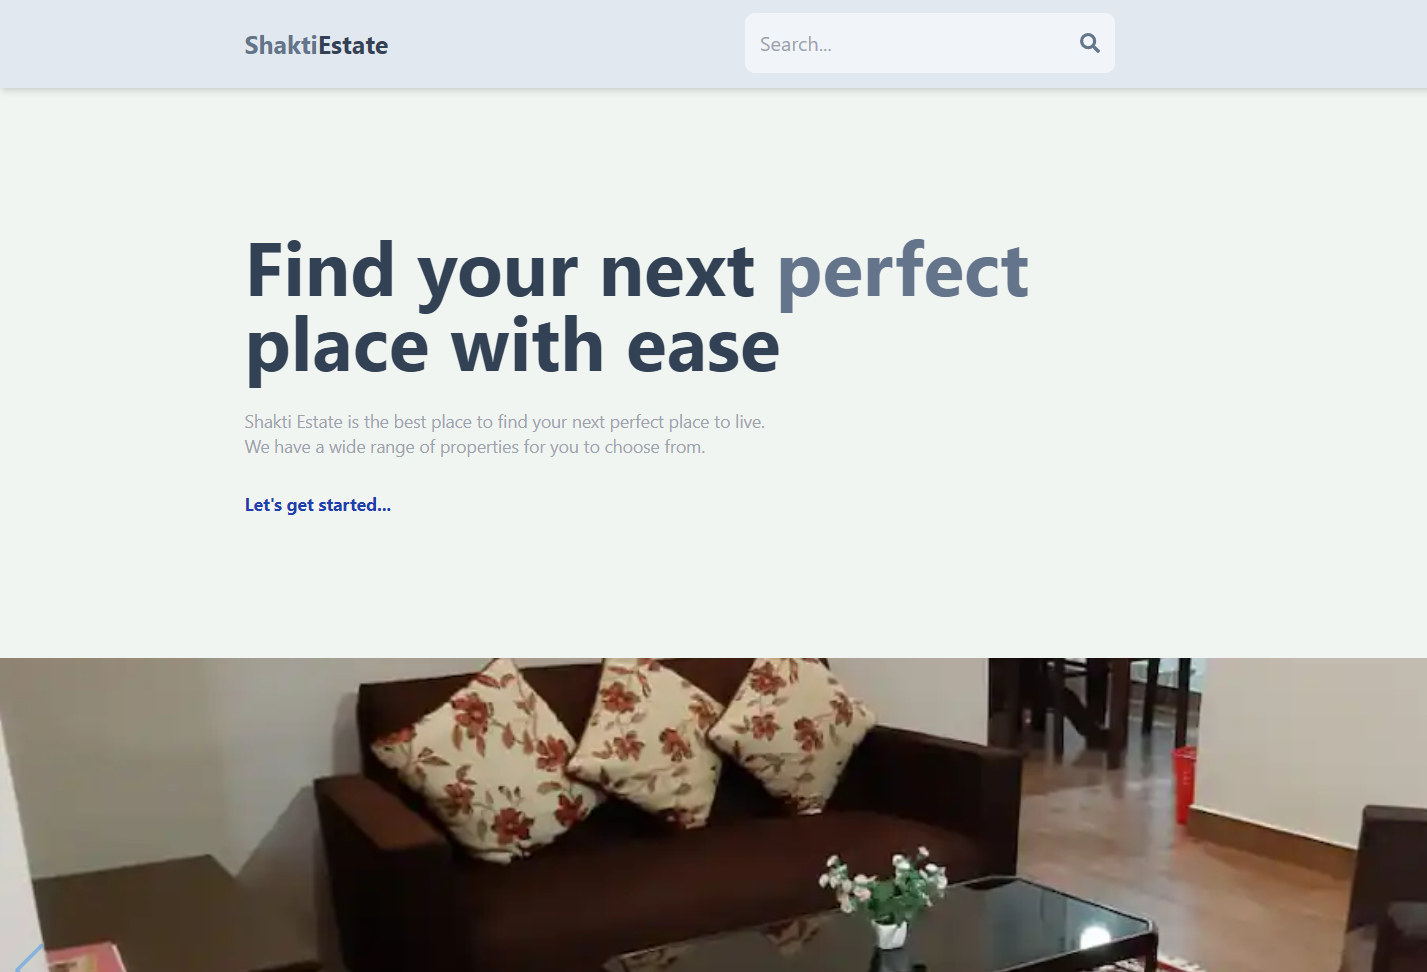 ShaktiEstate
Search...
Find your next perfect
place with ease
Shakti Estate is the best place to find your next perfect place to live.
We have a wide range of properties for you to choose from.
Let's get started...